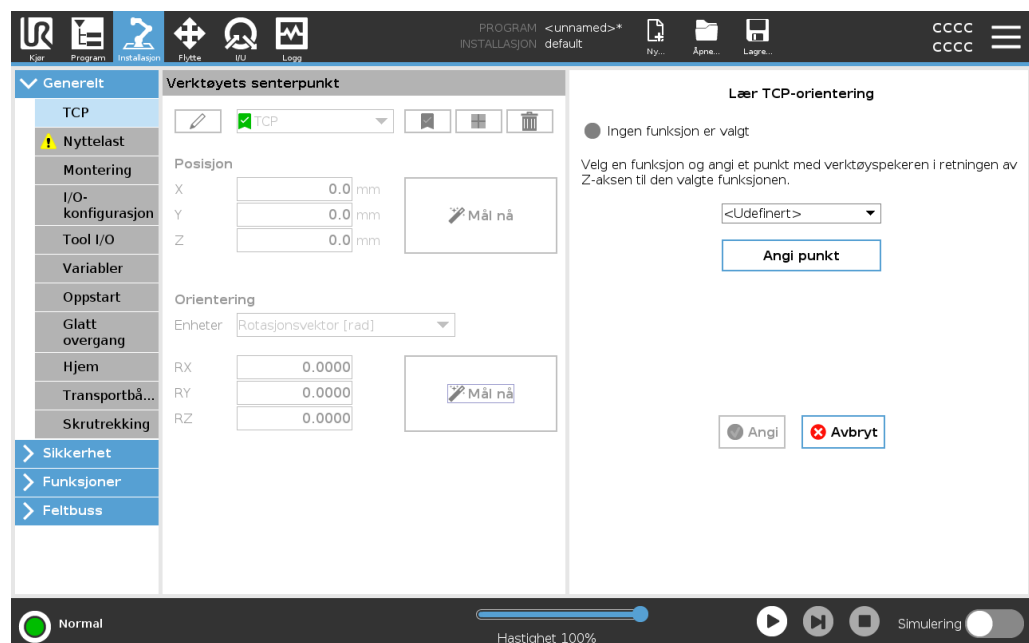 UR
Kjør
Program
Installasjon
Flytte
I/U
Logg
PROGRAM <unnamed>*
INSTALLASJON default
Ny...
Åpne...
Lagre...
cccc
cccc
Generelt
TCP
Nyttelast
Montering
I/O-
konfigurasjon
Tool I/O
Variabler
Oppstart
Glatt
overgang
Hjem
Transportbå...
Skrutrekking
Sikkerhet
Funksjoner
Feltbuss
Verktøyets senterpunkt
TCP
Posisjon
X 0.0 mm
Y 0.0 mm
Z 0.0 mm
Mål nå
Orientering
Enheter Rotasjonsvektor [rad]
RX 0.0000
RY 0.0000
RZ 0.0000
Mål nå
Lær TCP-orientering
Ingen funksjon er valgt
Velg en funksjon og angi et punkt med verktøyspekeren i retningen av
Z-aksen til den valgte funksjonen.
<Udefinert>
Angi punkt
Angi
Avbryt
Normal
Hastighet 100%
Simulering